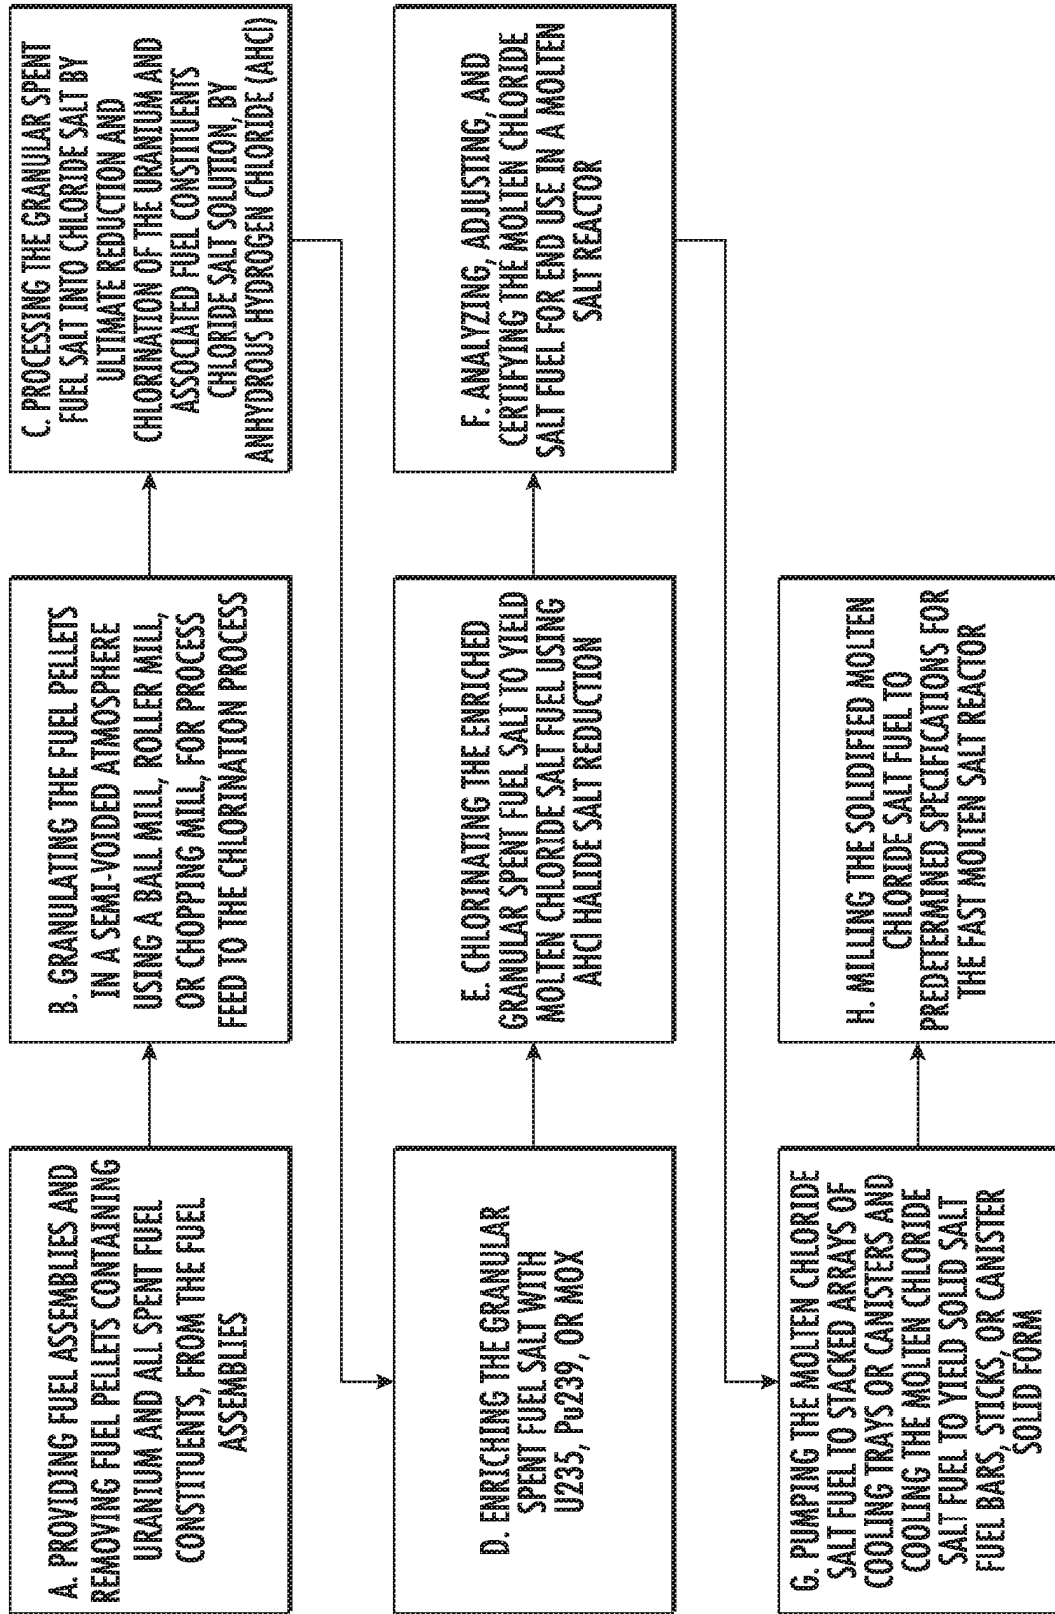 A. PROVIDING FUEL ASSEMBLIES AND
REMOVING FUEL PELLETS CONTAINING
URANIUM AND ALL SPENT FUEL
CONSTITUENTS, FROM THE FUEL
ASSEMBLIES
B. GRANULATING THE FUEL PELLETS
IN A SEMI-VOIDED ATMOSPHERE
USING A BALL MILL, ROLLER MILL,
OR CHOPPING MILL, FOR PROCESS
FEED TO THE CHLORINATION PROCESS
C. PROCESSING THE GRANULAR SPENT
FUEL SALT INTO CHLORIDE SALT BY
ULTIMATE REDUCTION AND
CHLORINATION OF THE URANIUM AND
ASSOCIATED FUEL CONSTITUENTS
CHLORIDE SALT SOLUTION, BY
ANHYDROUS HYDROGEN CHLORIDE (AHCl)
D. ENRICHING THE GRANULAR
SPENT FUEL SALT WITH
U235, Pu239, OR MOX
E. CHLORINATING THE ENRICHED
GRANULAR SPENT FUEL SALT TO YIELD
MOLTEN CHLORIDE SALT FUEL USING
AHCl HALIDE SALT REDUCTION
F. ANALYZING, ADJUSTING, AND
CERTIFYING THE MOLTEN CHLORIDE
SALT FUEL FOR END USE IN A MOLTEN
SALT REACTOR
G. PUMPING THE MOLTEN CHLORIDE
SALT FUEL TO STACKED ARRAYS OF
COOLING TRAYS OR CANISTERS AND
COOLING THE MOLTEN CHLORIDE
SALT FUEL TO YIELD SOLID SALT
FUEL BARS, STICKS, OR CANISTER
SOLID FORM
H. MILLING THE SOLIDIFIED MOLTEN
CHLORIDE SALT FUEL TO
PREDETERMINED SPECIFICATIONS FOR
THE FAST MOLTEN SALT REACTOR